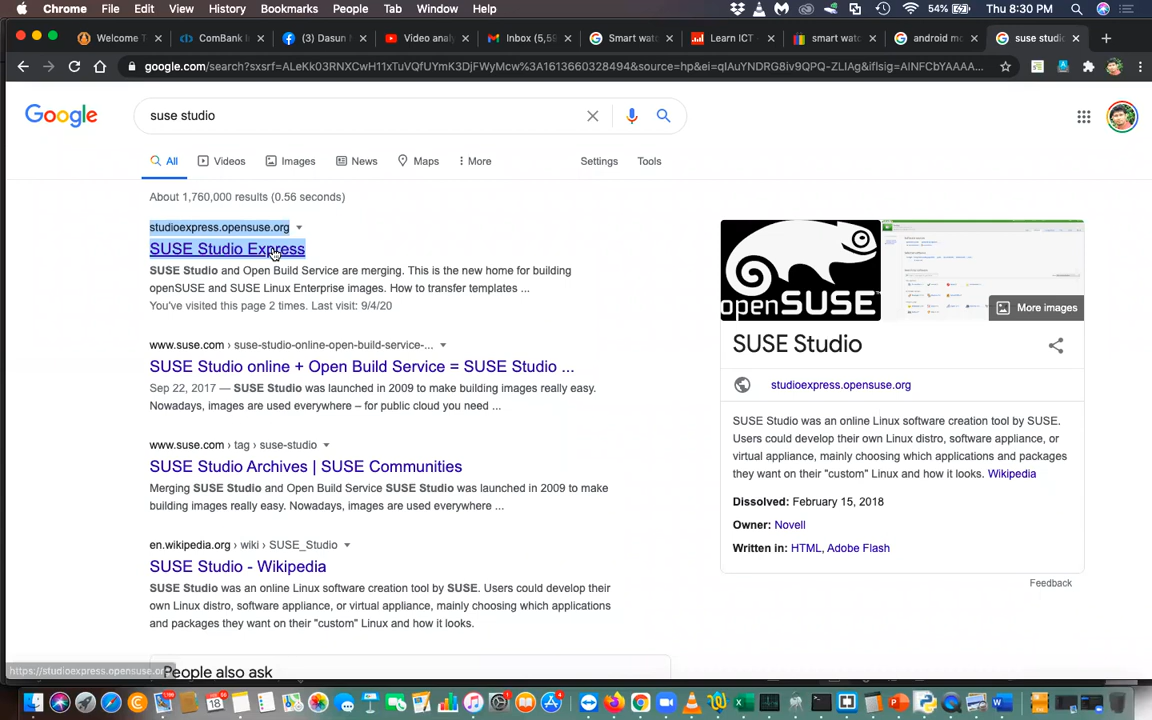 Chrome File Edit View History Bookmarks People Tab Window Help 54% Thu 8:30 PM
Welcome T ComBank I (3) Dasun Video analy Inbox (5,5 Smart wat Learn ICT - smart wat android mo suse studio
google.com/search?sxsrf=ALeKk03RNXCwH11xTuVQfUYmK3DjFWyMcw%3A1613660328494&source=hp&ei=qIAuYNDRG8iv9QPQ-ZLIAg&iflsig=AINFCbYAAAA...
Google
suse studio
All Videos Images News Maps More Settings Tools
About 1,760,000 results (0.56 seconds)
studioexpress.opensuse.org
SUSE Studio Express
SUSE Studio and Open Build Service are merging. This is the new home for building
openSUSE and SUSE Linux Enterprise images. How to transfer templates ...
You've visited this page 2 times. Last visit: 9/4/20
www.suse.com › suse-studio-online-open-build-service-...
SUSE Studio online + Open Build Service = SUSE Studio ...
Sep 22, 2017 — SUSE Studio was launched in 2009 to make building images really easy.
Nowadays, images are used everywhere – for public cloud you need ...
www.suse.com › tag › suse-studio
SUSE Studio Archives | SUSE Communities
Merging SUSE Studio and Open Build Service SUSE Studio was launched in 2009 to make
building images really easy. Nowadays, images are used everywhere ...
en.wikipedia.org › wiki › SUSE_Studio
SUSE Studio - Wikipedia
SUSE Studio was an online Linux software creation tool by SUSE. Users could develop their
own Linux distro, software appliance, or virtual appliance, mainly choosing which applications
and packages they want on their "custom" Linux and how it looks.
People also ask
openSUSE
More images
SUSE Studio
studioexpress.opensuse.org
SUSE Studio was an online Linux software creation tool by SUSE.
Users could develop their own Linux distro, software appliance, or
virtual appliance, mainly choosing which applications and packages
they want on their "custom" Linux and how it looks. Wikipedia
Dissolved: February 15, 2018
Owner: Novell
Written in: HTML, Adobe Flash
Feedback
https://studioexpress.opensuse.or